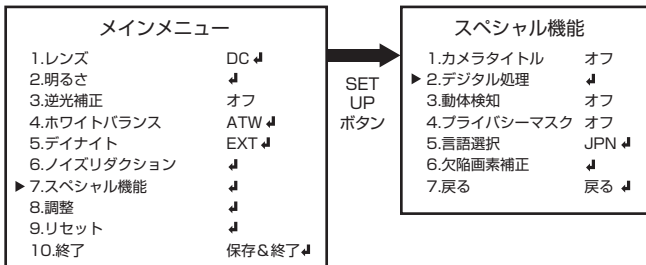 メインメニュー
1.レンズ DC↲
2.明るさ ↲
3.逆光補正 オフ
4.ホワイトバランス ATW↲
5.デイナイト EXT↲
6.ノイズリダクション ↲
▶7.スペシャル機能 ↲
8.調整 ↲
9.リセット ↲
10.終了 保存&終了↲
SET
UP
ボタン
スペシャル機能
1.カメラタイトル オフ
▶2.デジタル処理 ↲
3.動体検知 オフ
4.プライバシーマスク オフ
5.言語選択 JPN↲
6.欠陥画素補正 ↲
7.戻る 戻る↲